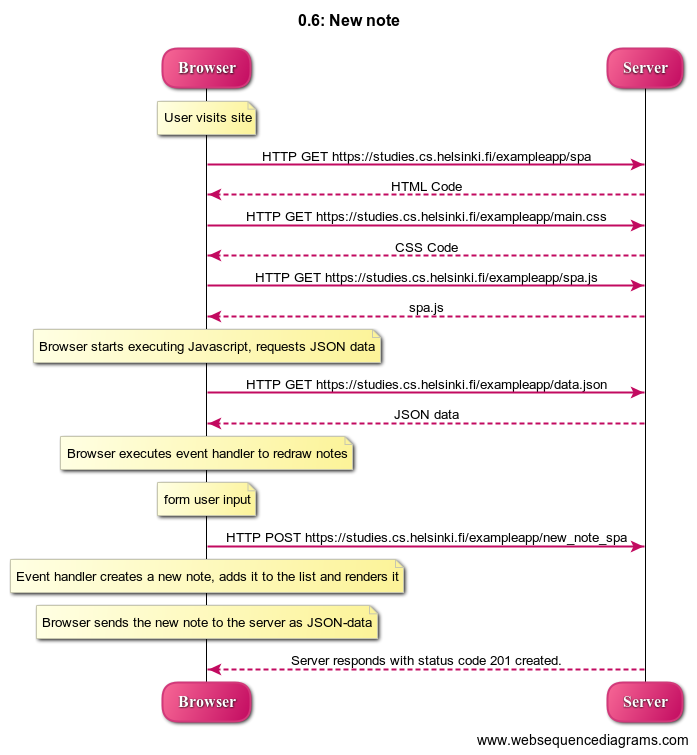 0.6: New note
Browser
Server
User visits site
HTTP GET https://studies.cs.helsinki.fi/exampleapp/spa
HTML Code
HTTP GET https://studies.cs.helsinki.fi/exampleapp/main.css
CSS Code
HTTP GET https://studies.cs.helsinki.fi/exampleapp/spa.js
spa.js
Browser starts executing Javascript, requests JSON data
HTTP GET https://studies.cs.helsinki.fi/exampleapp/data.json
JSON data
Browser executes event handler to redraw notes
form user input
HTTP POST https://studies.cs.helsinki.fi/exampleapp/new_note_spa
Event handler creates a new note, adds it to the list and renders it
Browser sends the new note to the server as JSON-data
Server responds with status code 201 created.
Browser
Server
www.websequencediagrams.com